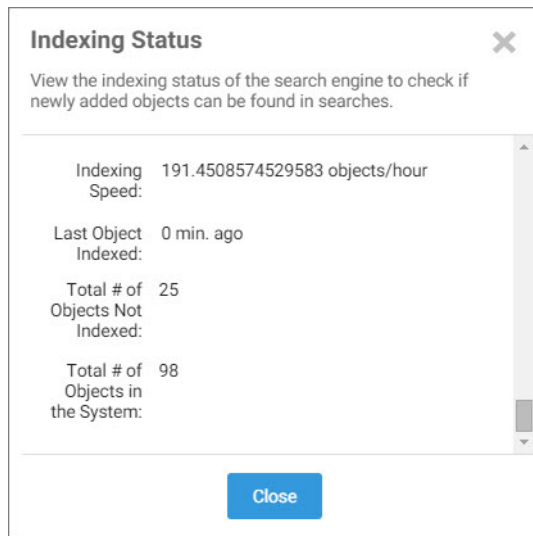 Indexing Status
View the indexing status of the search engine to check if
newly added objects can be found in searches.
Indexing Speed: 191.4508574529583 objects/hour
Last Object Indexed: 0 min. ago
Total # of Objects Not Indexed: 25
Total # of Objects in the System: 98
Close